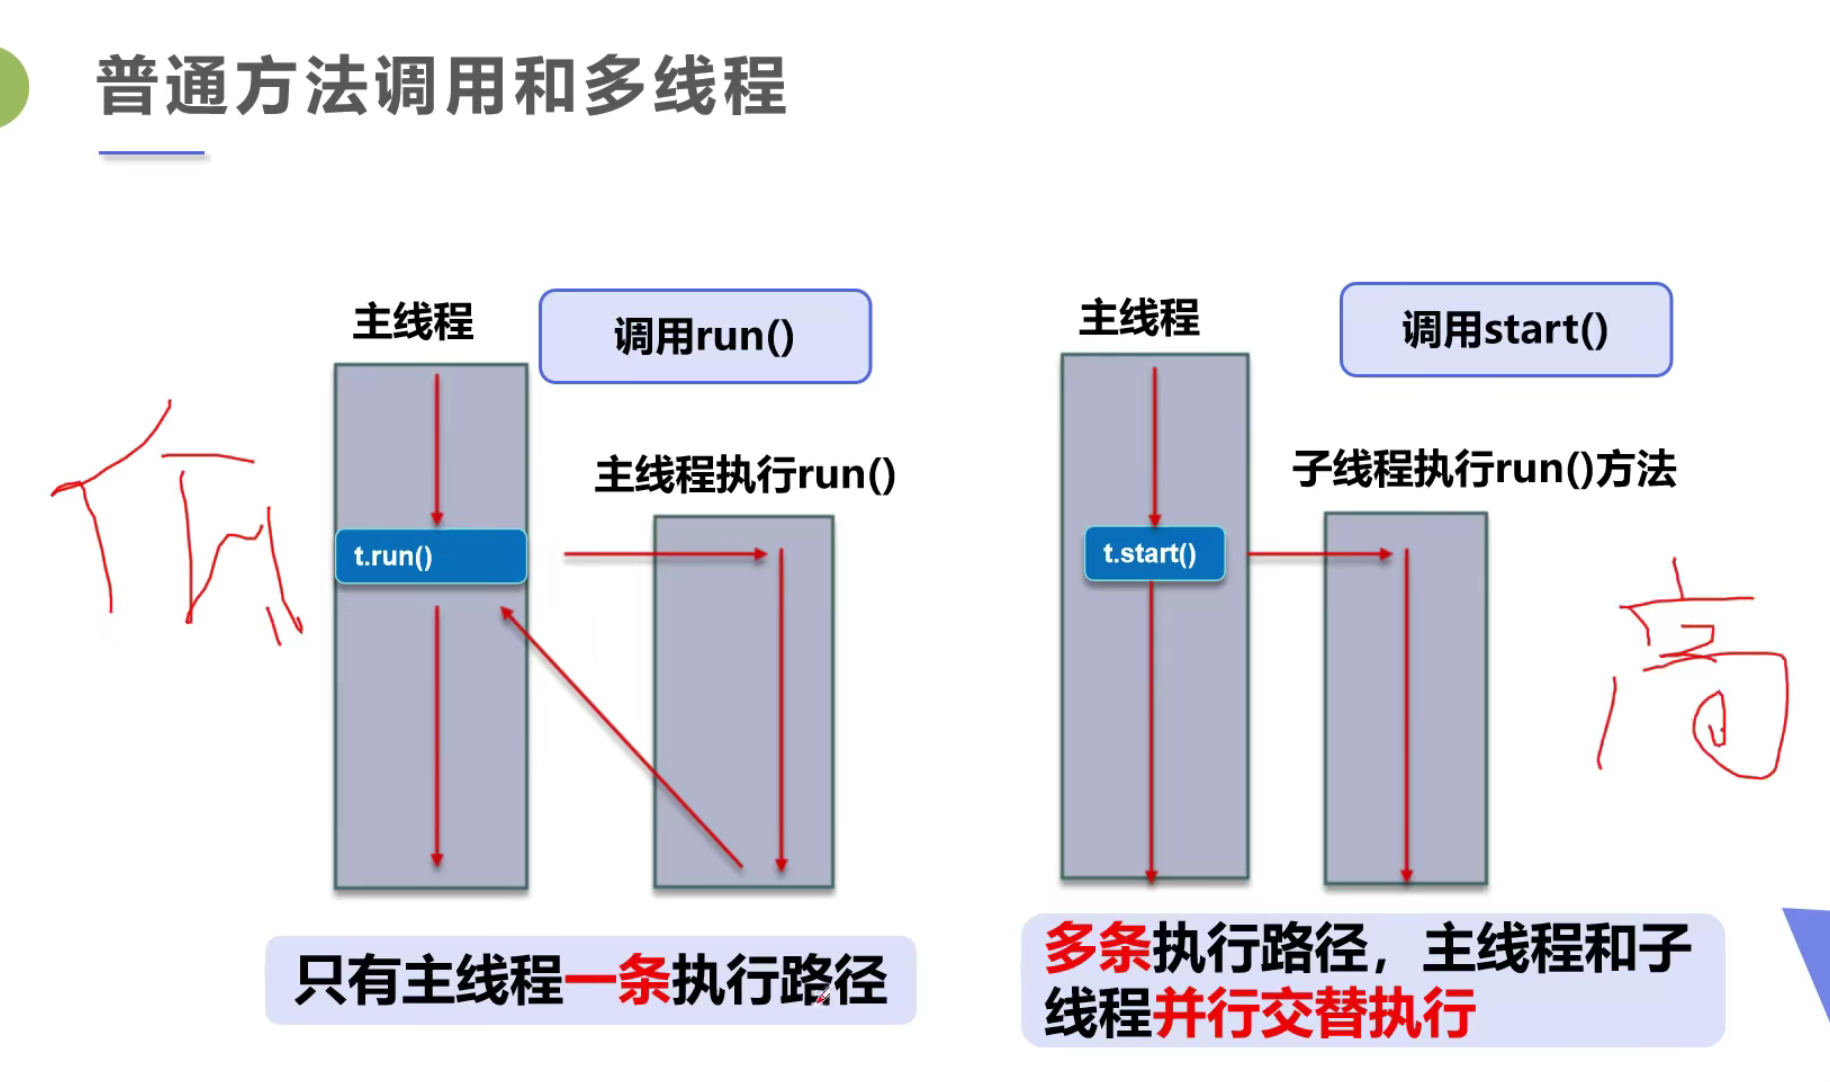 普通方法调用和多线程
主线程
调用run()
主线程执行run()
t.run()
只有主线程一条执行路径
主线程
调用start()
子线程执行run()方法
t.start()
多条执行路径，主线程和子
线程并行交替执行
低
高